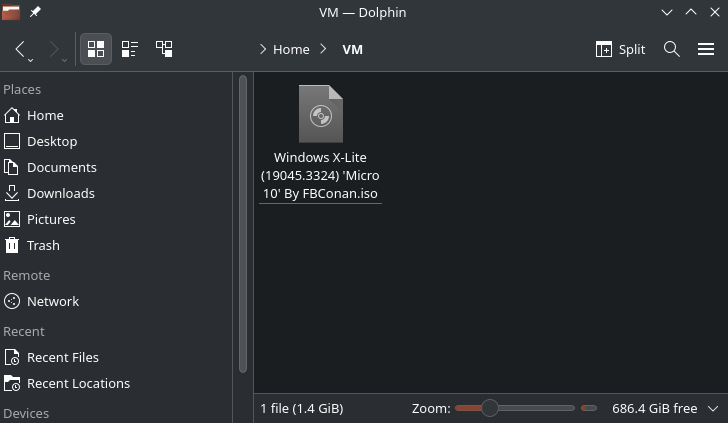 VM — Dolphin
Home
VM
Split
Places
Home
Desktop
Documents
Downloads
Pictures
Trash
Remote
Network
Recent
Recent Files
Recent Locations
Devices
Windows X-Lite
(19045.3324) 'Micro
10' By FBConan.iso
1 file (1.4 GiB)
Zoom:
686.4 GiB free